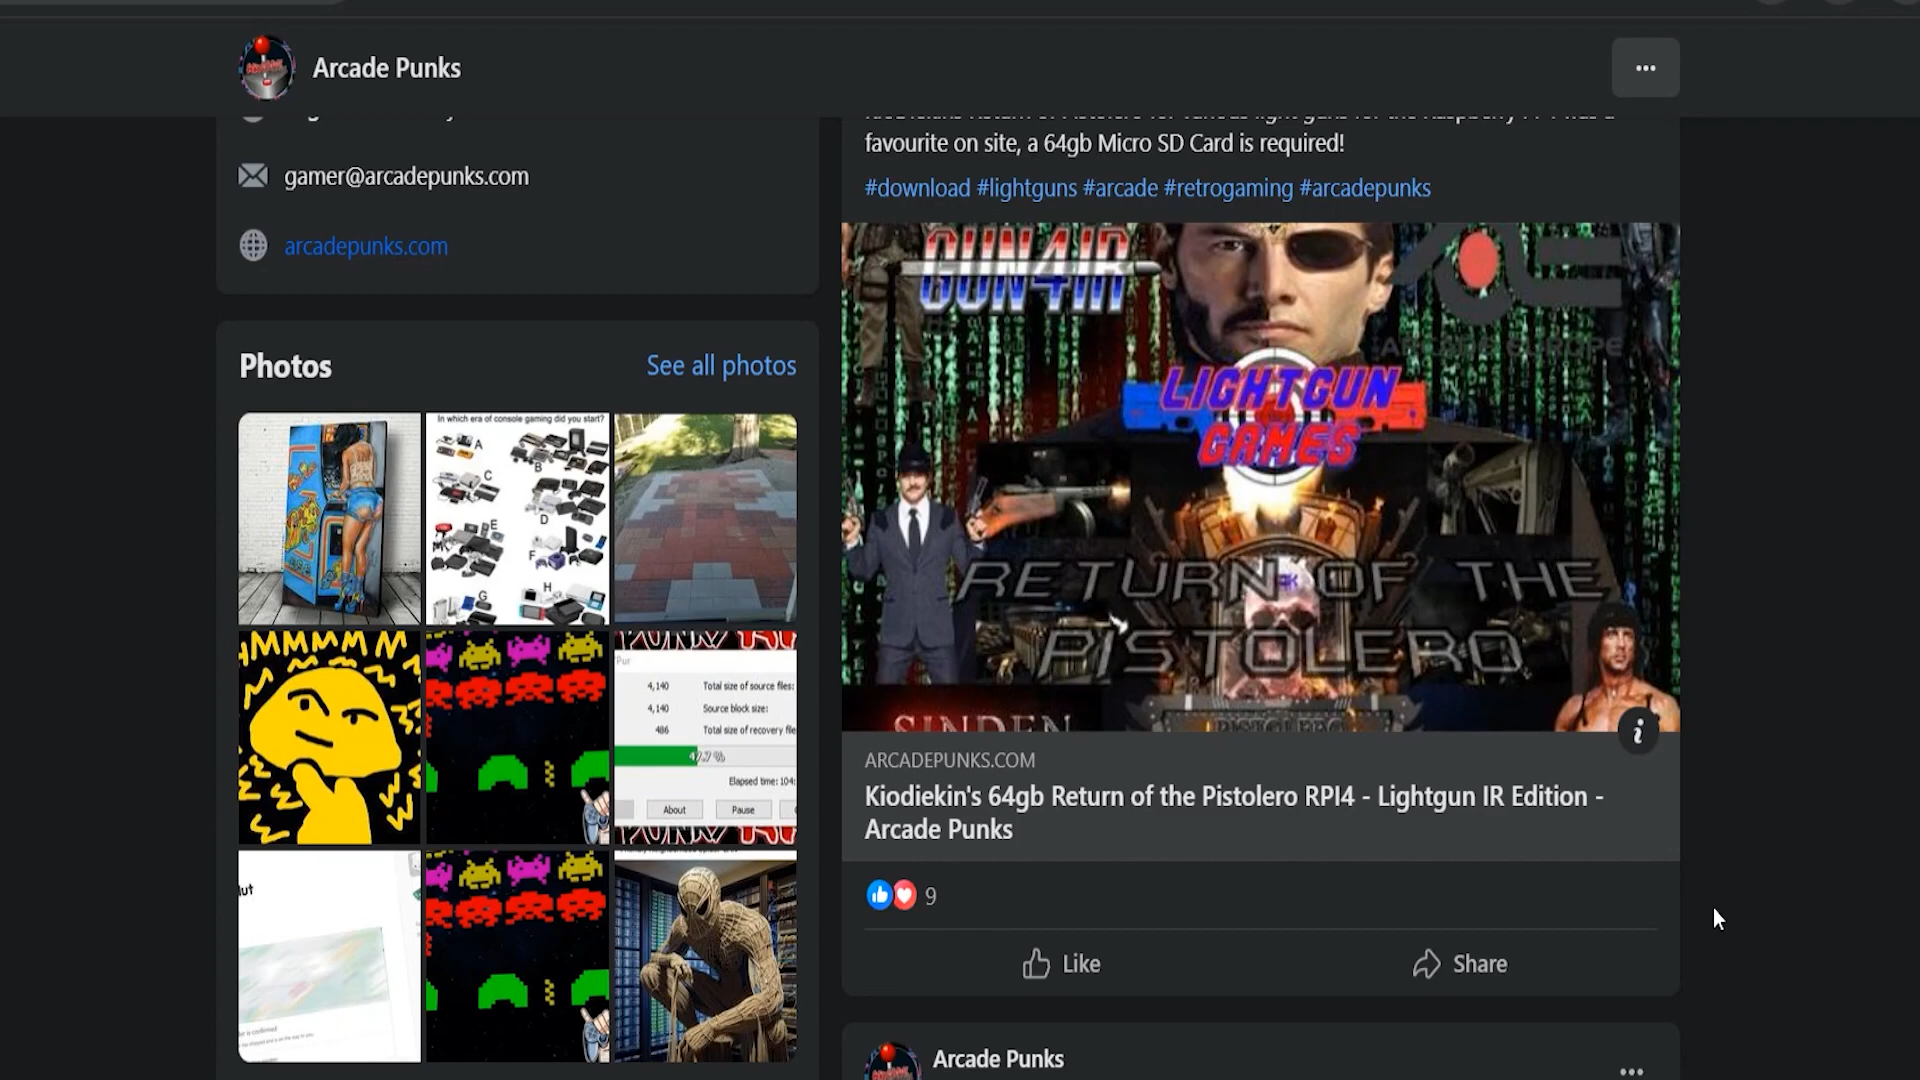 Arcade Punks
gamer@arcadepunks.com
arcadepunks.com
Photos
See all photos
In which era of console gaming did you start?
A
B
C
D
E
F
G
H
HMMMM
4,140 Total size of source files:
4,140 Source block size:
486 Total size of recovery file
47.7 %
Elapsed time: 104:
About
Pause
favourite on site, a 64gb Micro SD Card is required!
#download #lightguns #arcade #retrogaming #arcadepunks
GUN4IR
LIGHTGUN
GAMES
RETURN OF THE
PISTOLERO
SINDEN
ARCADEPUNKS.COM
Kiodiekin's 64gb Return of the Pistolero RPI4 - Lightgun IR Edition -
Arcade Punks
9
Like
Share
Arcade Punks